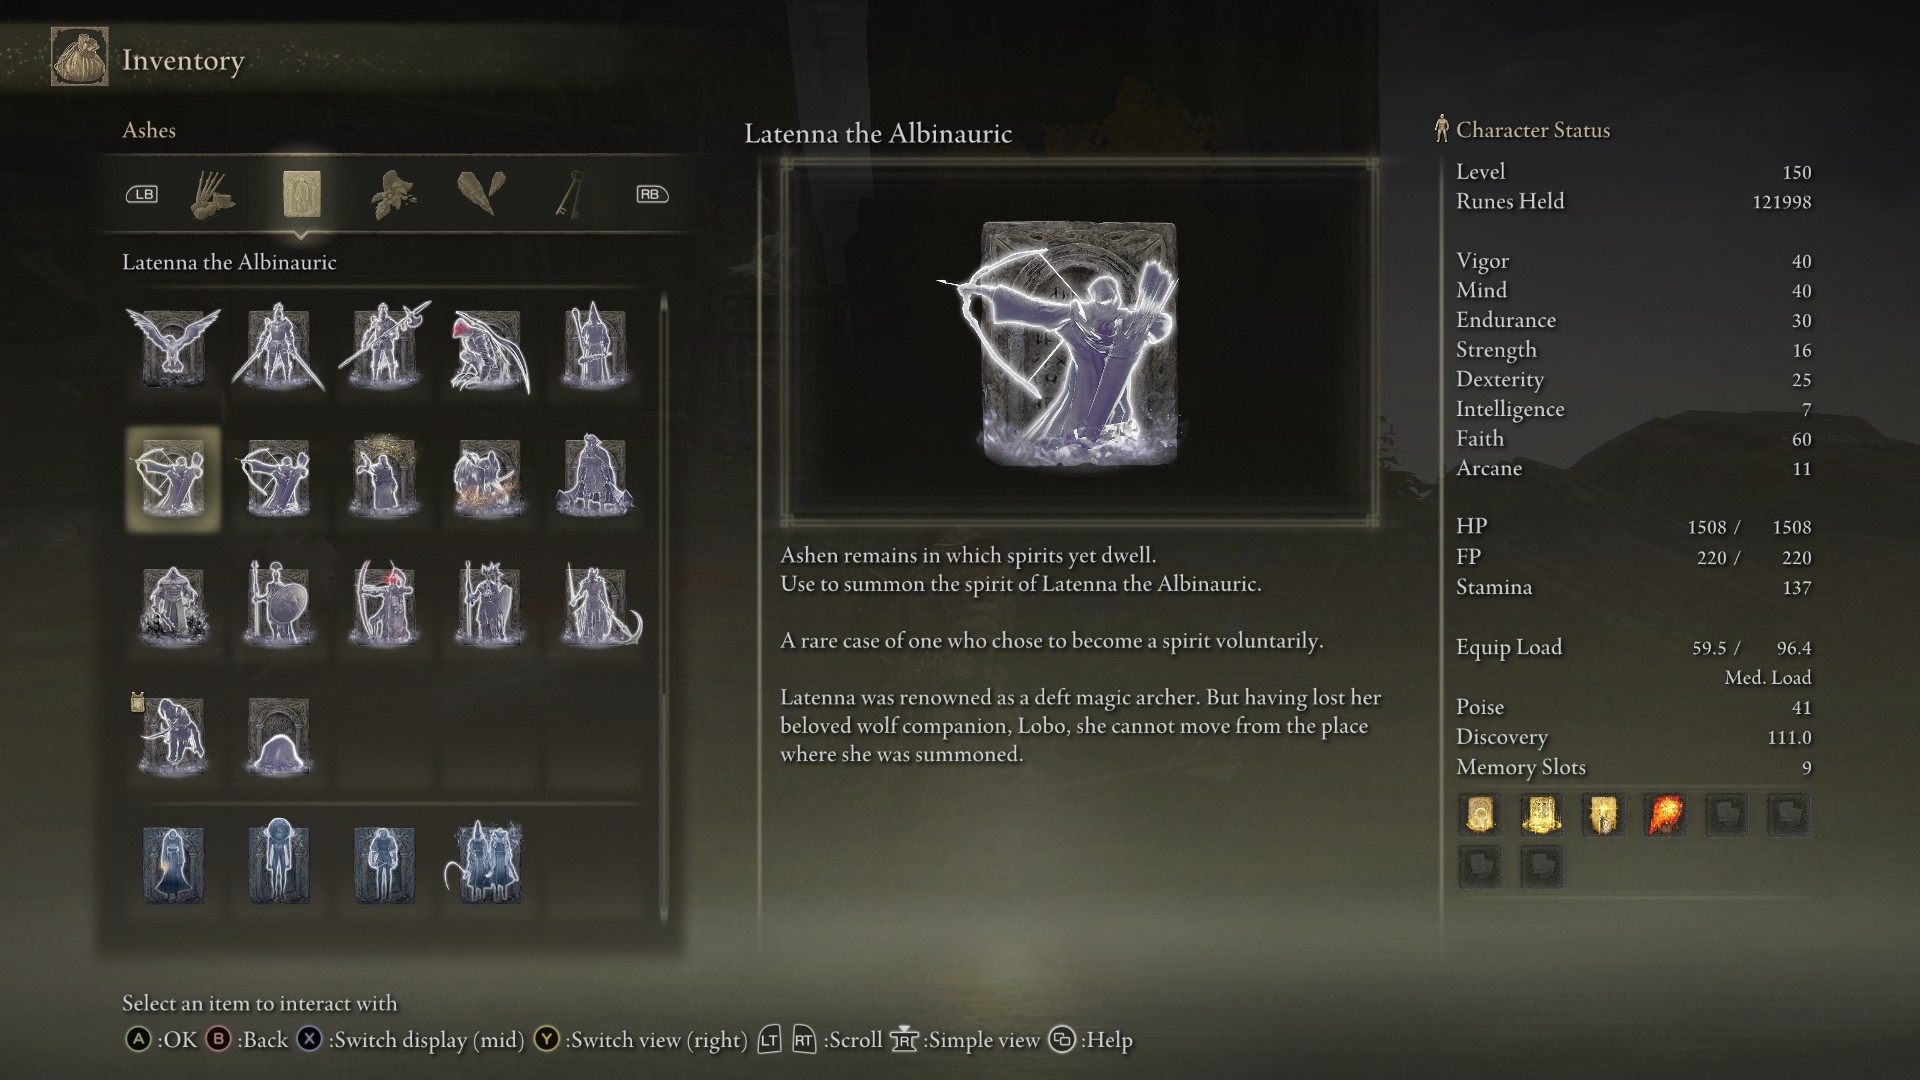 Inventory
Ashes
LB
RB
Latenna the Albinauric
Latenna the Albinauric
Ashen remains in which spirits yet dwell.
Use to summon the spirit of Latenna the Albinauric.
A rare case of one who chose to become a spirit voluntarily.
Latenna was renowned as a deft magic archer. But having lost her
beloved wolf companion, Lobo, she cannot move from the place
where she was summoned.
Character Status
Level 150
Runes Held 121998
Vigor 40
Mind 40
Endurance 30
Strength 16
Dexterity 25
Intelligence 7
Faith 60
Arcane 11
HP 1508 / 1508
FP 220 / 220
Stamina 137
Equip Load 59.5 / 96.4
Med. Load
Poise 41
Discovery 111.0
Memory Slots 9
Select an item to interact with
A :OK B :Back X :Switch display (mid) Y :Switch view (right) LT RT :Scroll R :Simple view :Help